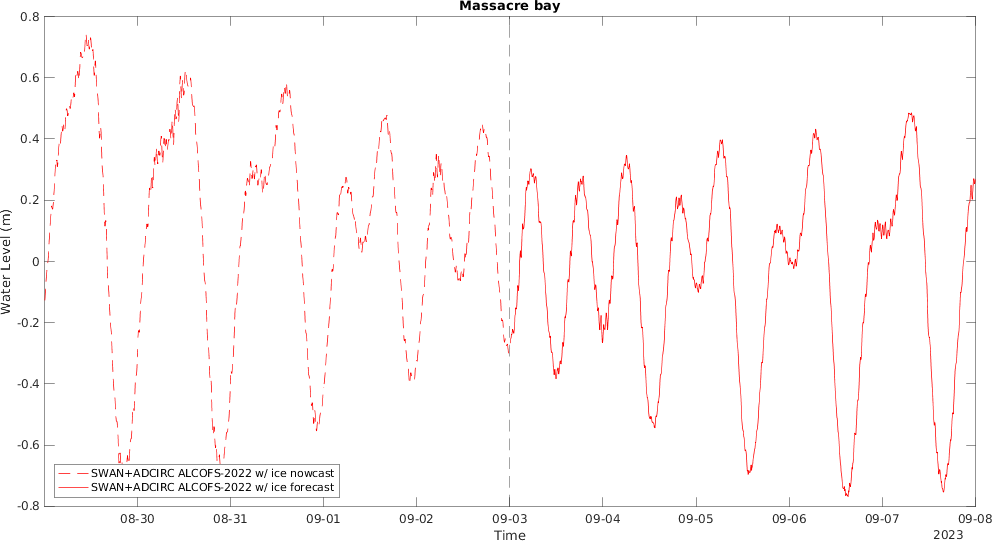 Massacre bay
0.8
0.6
0.4
0.2
0
-0.2
-0.4
-0.6
-0.8
Water Level (m)
SWAN+ADCIRC ALCOFS-2022 w/ ice nowcast
SWAN+ADCIRC ALCOFS-2022 w/ ice forecast
08-30 08-31 09-01 09-02 09-03 09-04 09-05 09-06 09-07 09-08
Time
2023